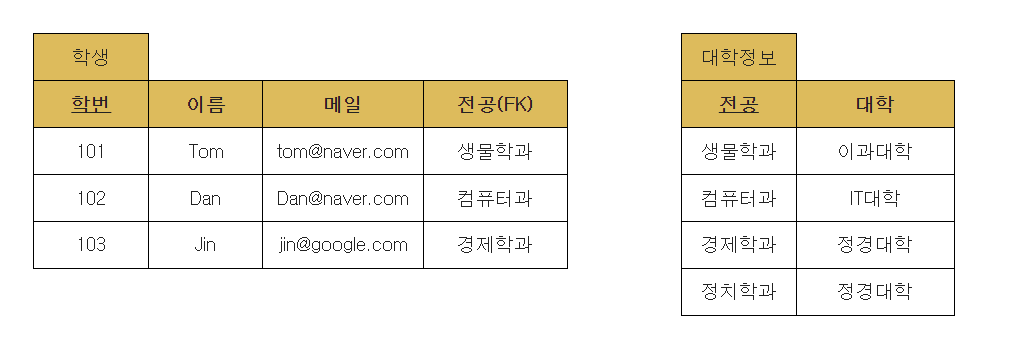 학생
학번 이름 메일 전공(FK)
101 Tom tom@naver.com 생물학과
102 Dan Dan@naver.com 컴퓨터과
103 Jin jin@google.com 경제학과
대학정보
전공 대학
생물학과 이과대학
컴퓨터과 IT대학
경제학과 정경대학
정치학과 정경대학